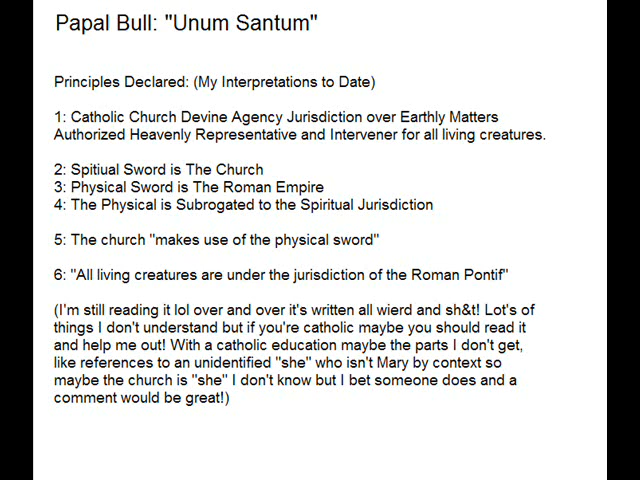 Papal Bull: "Unum Santum"
Principles Declared: (My Interpretations to Date)
1: Catholic Church Devine Agency Jurisdiction over Earthly Matters
Authorized Heavenly Representative and Intervener for all living creatures.
2: Spitiual Sword is The Church
3: Physical Sword is The Roman Empire
4: The Physical is Subrogated to the Spiritual Jurisdiction
5: The church "makes use of the physical sword"
6: "All living creatures are under the jurisdiction of the Roman Pontif"
(I'm still reading it lol over and over it's written all wierd and sh&t! Lot's of
things I don't understand but if you're catholic maybe you should read it
and help me out! With a catholic education maybe the parts I don't get,
like references to an unidentified "she" who isn't Mary by context so
maybe the church is "she" I don't know but I bet someone does and a
comment would be great!)